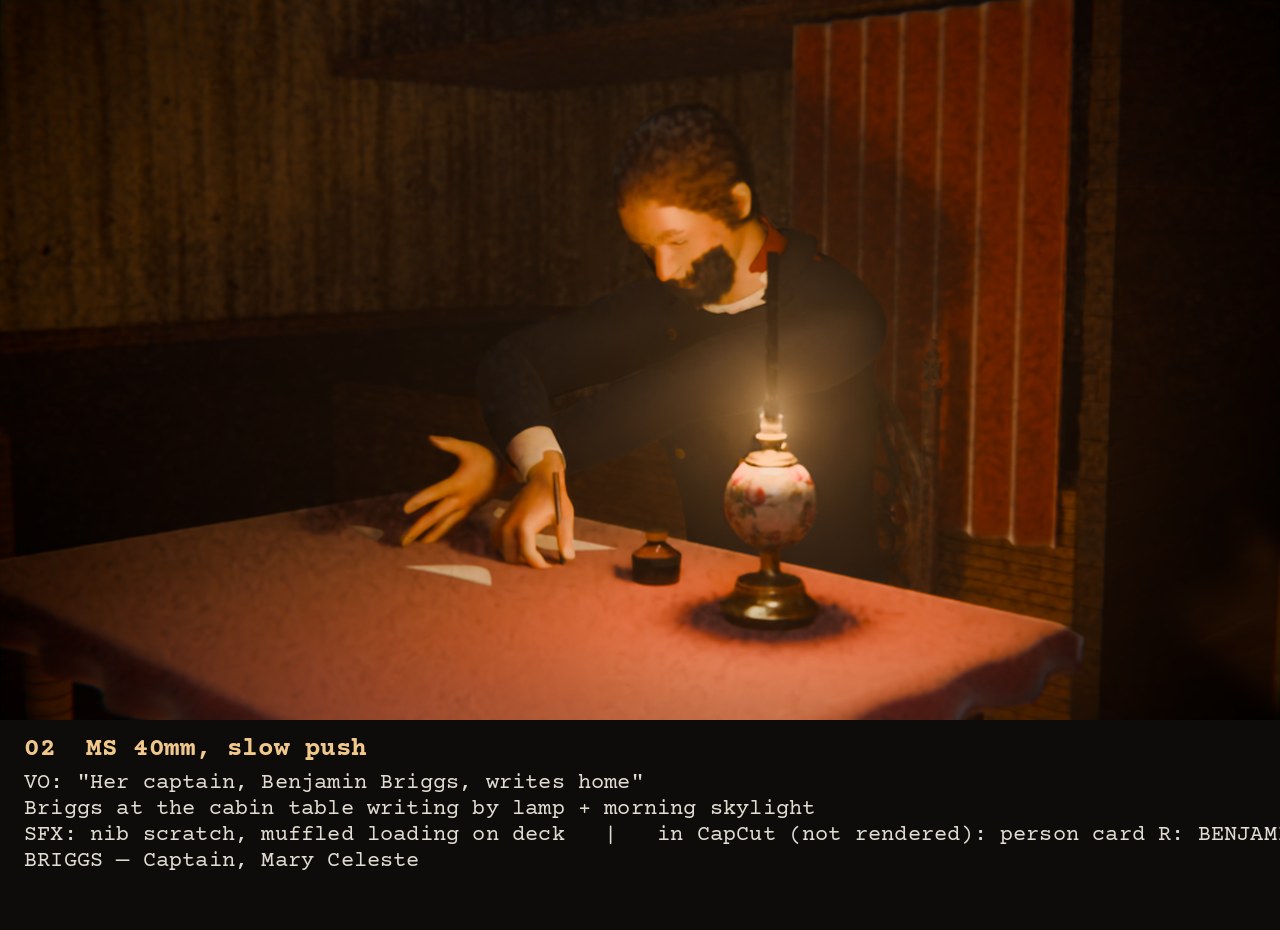 02  MS 40mm, slow push
VO: "Her captain, Benjamin Briggs, writes home"
Briggs at the cabin table writing by lamp + morning skylight
SFX: nib scratch, muffled loading on deck   |   in CapCut (not rendered): person card R: BENJAM
BRIGGS — Captain, Mary Celeste